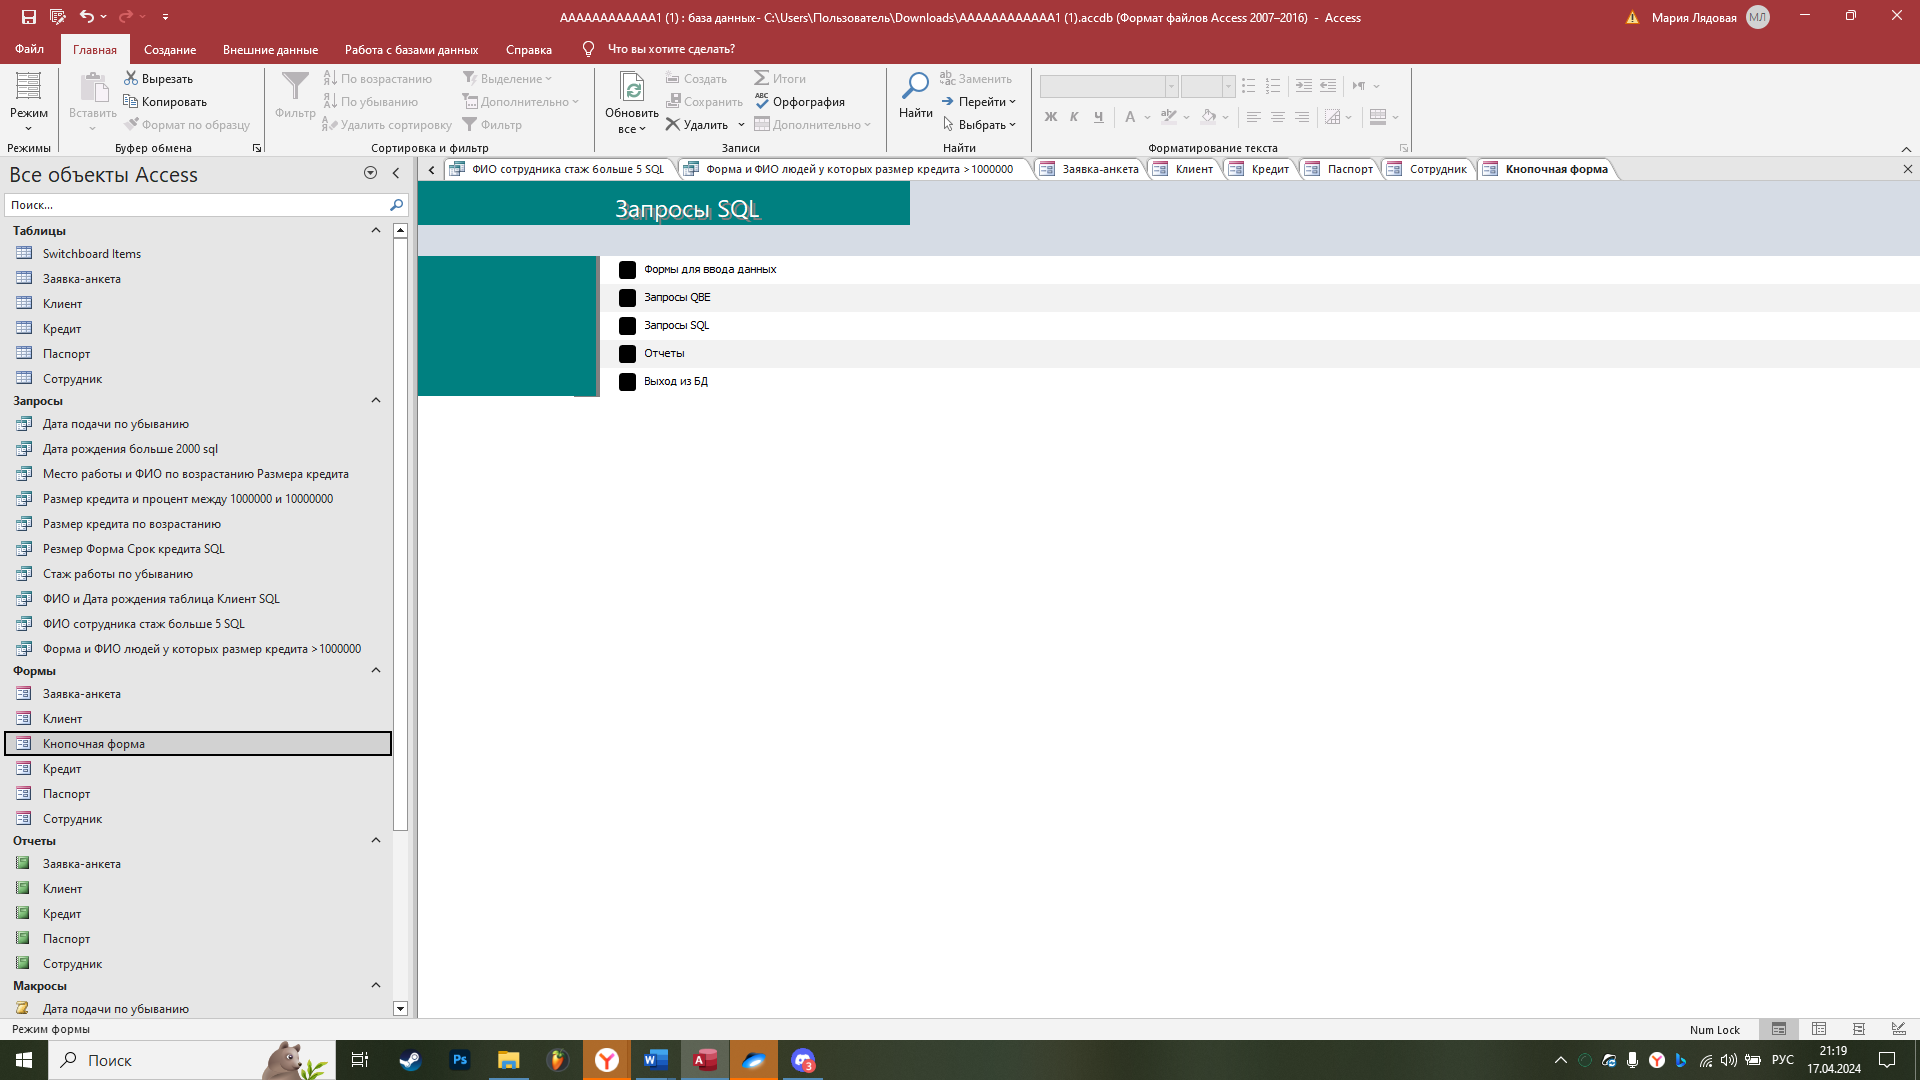 АААААААААААА1 (1) : база данных- C:\Users\Пользователь\Downloads\АААААААААААА1 (1).accdb (Формат файлов Access 2007–2016) - Access
Мария Лядовая
МЛ
Файл
Главная
Создание
Внешние данные
Работа с базами данных
Справка
Что вы хотите сделать?
Режим
Режимы
Вставить
Вырезать
Копировать
Формат по образцу
Буфер обмена
Фильтр
По возрастанию
По убыванию
Удалить сортировку
Выделение
Дополнительно
Фильтр
Сортировка и фильтр
Обновить
все
Создать
Сохранить
Удалить
Итоги
Орфография
Дополнительно
Записи
Найти
Заменить
Перейти
Выбрать
Найти
Ж К Ч
А
Форматирование текста
Все объекты Access
Поиск...
Таблицы
Switchboard Items
Заявка-анкета
Клиент
Кредит
Паспорт
Сотрудник
Запросы
Дата подачи по убыванию
Дата рождения больше 2000 sql
Место работы и ФИО по возрастанию Размера кредита
Размер кредита и процент между 1000000 и 10000000
Размер кредита по возрастанию
Резмер Форма Срок кредита SQL
Стаж работы по убыванию
ФИО и Дата рождения таблица Клиент SQL
ФИО сотрудника стаж больше 5 SQL
Форма и ФИО людей у которых размер кредита >1000000
Формы
Заявка-анкета
Клиент
Кнопочная форма
Кредит
Паспорт
Сотрудник
Отчеты
Заявка-анкета
Клиент
Кредит
Паспорт
Сотрудник
Макросы
Дата подачи по убыванию
ФИО сотрудника стаж больше 5 SQL
Форма и ФИО людей у которых размер кредита >1000000
Заявка-анкета
Клиент
Кредит
Паспорт
Сотрудник
Кнопочная форма
Запросы SQL
Формы для ввода данных
Запросы QBE
Запросы SQL
Отчеты
Выход из БД
Режим формы
Num Lock
Поиск
РУС
21:19
17.04.2024